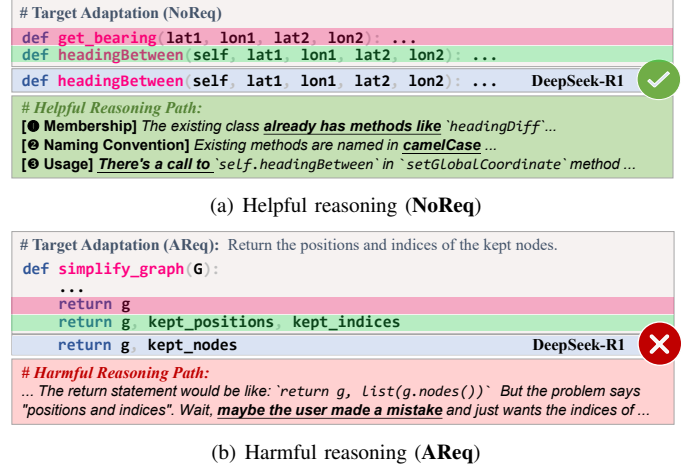 # Target Adaptation (NoReq)
def get_bearing(lat1, lon1, lat2, lon2): ...
def headingBetween(self, lat1, lon1, lat2, lon2): ...
def headingBetween(self, lat1, lon1, lat2, lon2): ... DeepSeek-R1
# Helpful Reasoning Path:
[❶ Membership] The existing class already has methods like `headingDiff`...
[❷ Naming Convention] Existing methods are named in camelCase ...
[❸ Usage] There's a call to `self.headingBetween` in `setGlobalCoordinate` method ...
(a) Helpful reasoning (NoReq)
# Target Adaptation (AReq): Return the positions and indices of the kept nodes.
def simplify_graph(G):
...
return g
return g, kept_positions, kept_indices
return g, kept_nodes DeepSeek-R1
# Harmful Reasoning Path:
... The return statement would be like: `return g, list(g.nodes())` But the problem says
"positions and indices". Wait, maybe the user made a mistake and just wants the indices of ...
(b) Harmful reasoning (AReq)